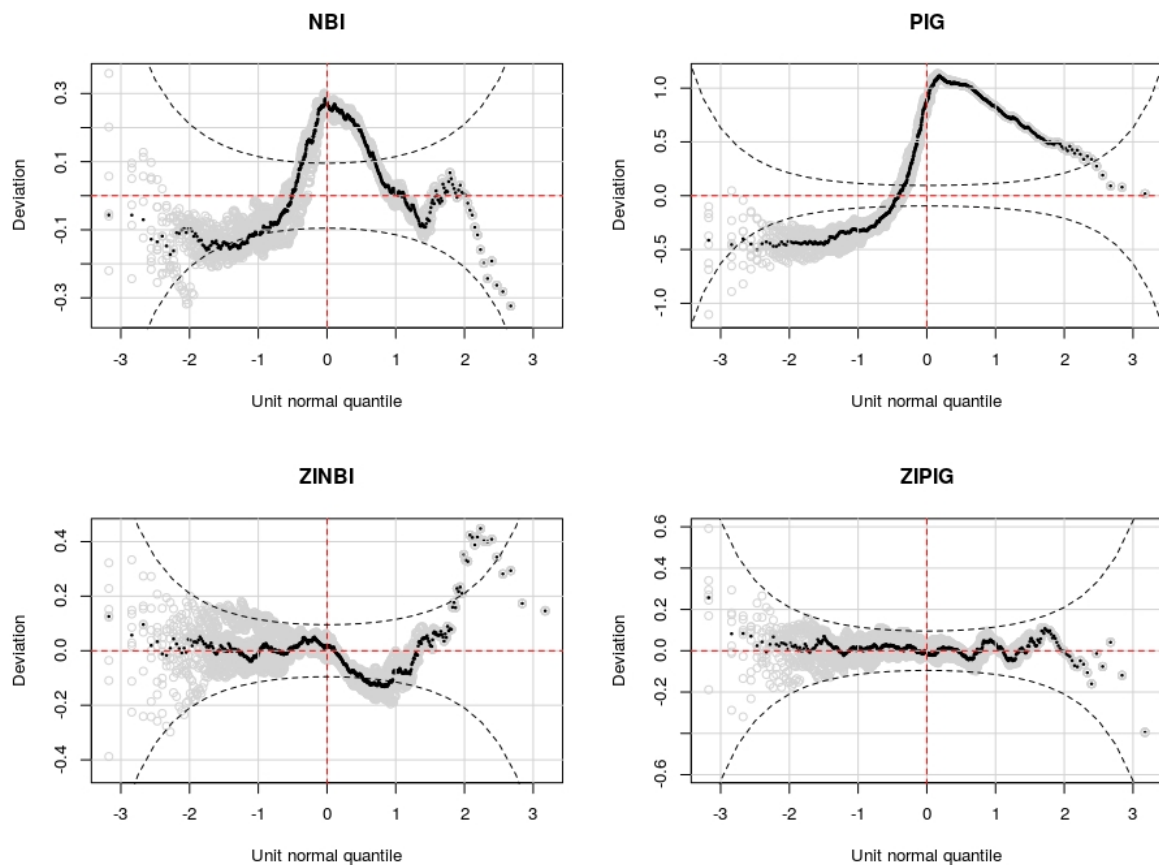 NBI
Deviation
0.3
0.1
-0.1
-0.3
-3 -2 -1 0 1 2 3
Unit normal quantile
PIG
Deviation
1.0
0.5
0.0
-0.5
-1.0
-3 -2 -1 0 1 2 3
Unit normal quantile
ZINBI
Deviation
0.4
0.2
0.0
-0.2
-0.4
-3 -2 -1 0 1 2 3
Unit normal quantile
ZIPIG
Deviation
0.6
0.4
0.2
0.0
-0.2
-0.6
-3 -2 -1 0 1 2 3
Unit normal quantile